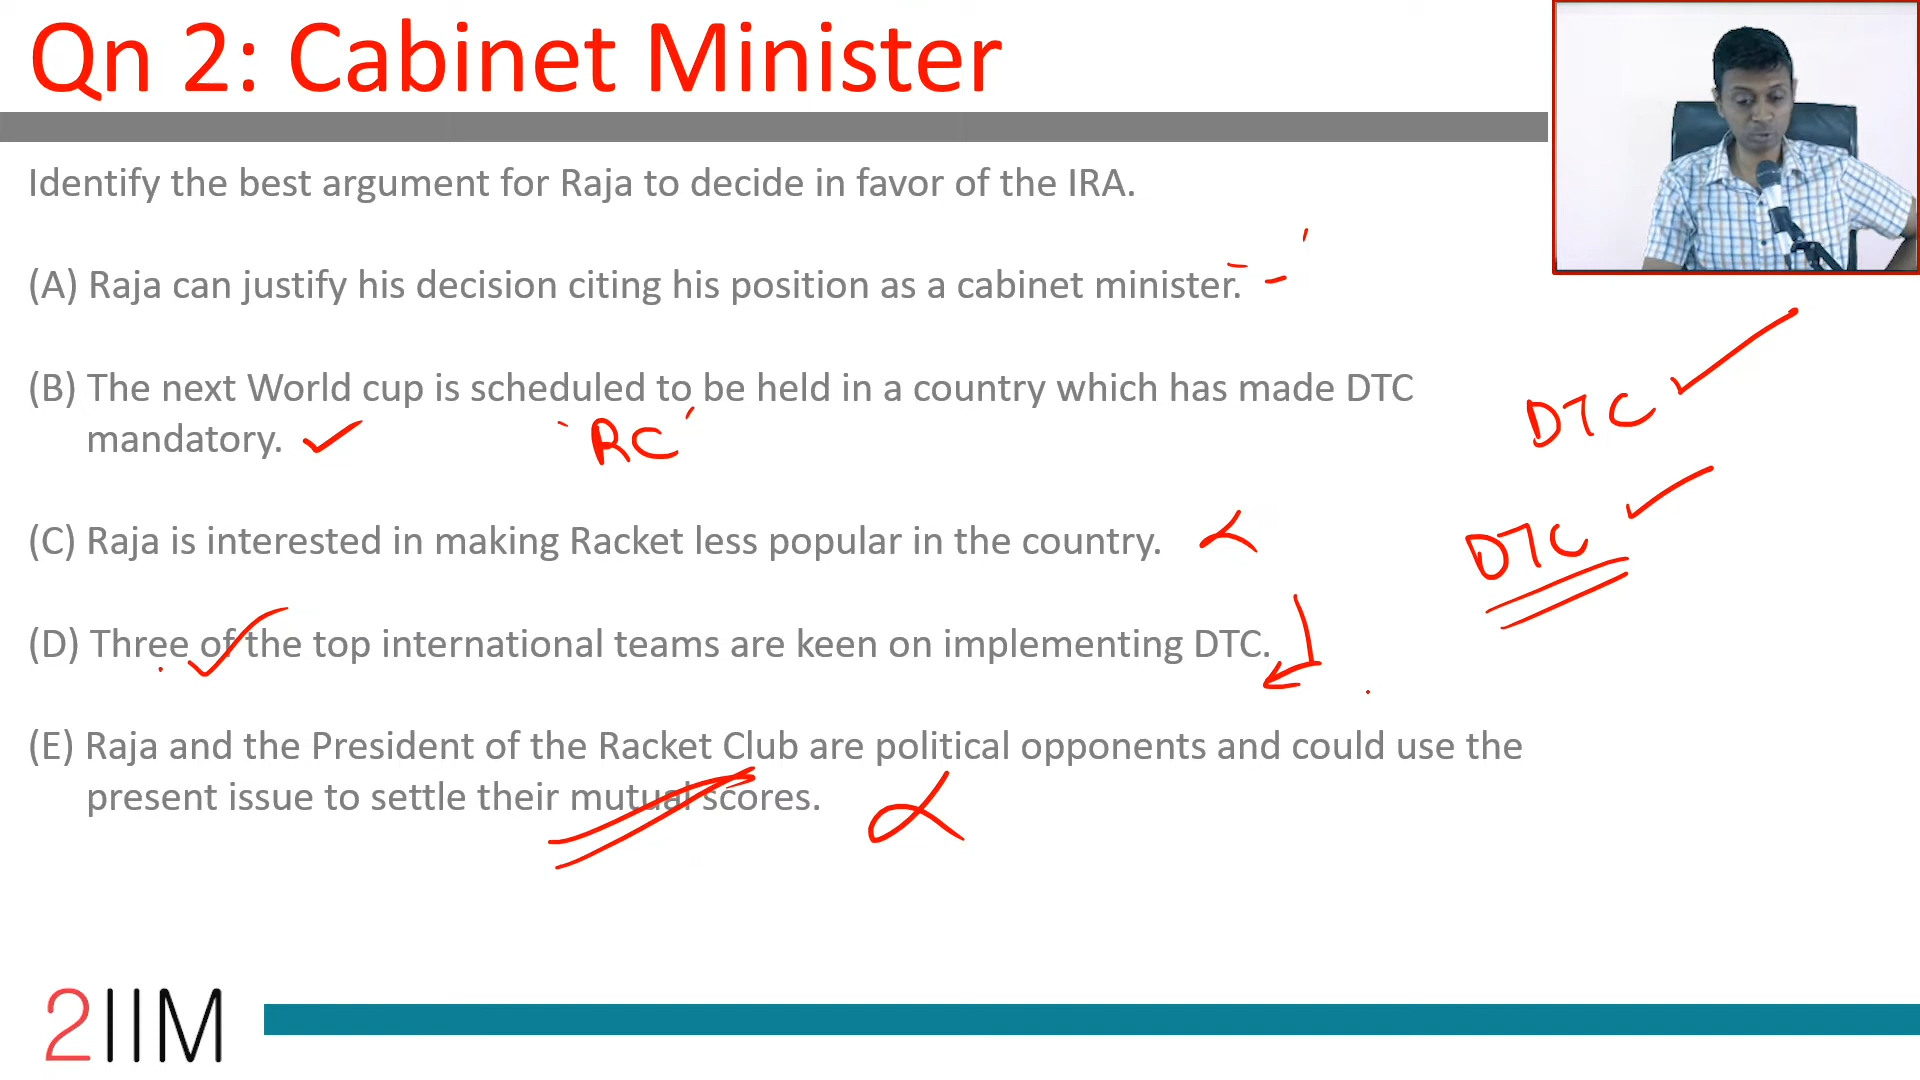 Qn 2: Cabinet Minister
Identify the best argument for Raja to decide in favor of the IRA.
(A) Raja can justify his decision citing his position as a cabinet minister.
(B) The next World cup is scheduled to be held in a country which has made DTC
mandatory.
RC
DTC
(C) Raja is interested in making Racket less popular in the country.
DTC
(D) Three of the top international teams are keen on implementing DTC.
(E) Raja and the President of the Racket Club are political opponents and could use the
present issue to settle their mutual scores.
2IIM